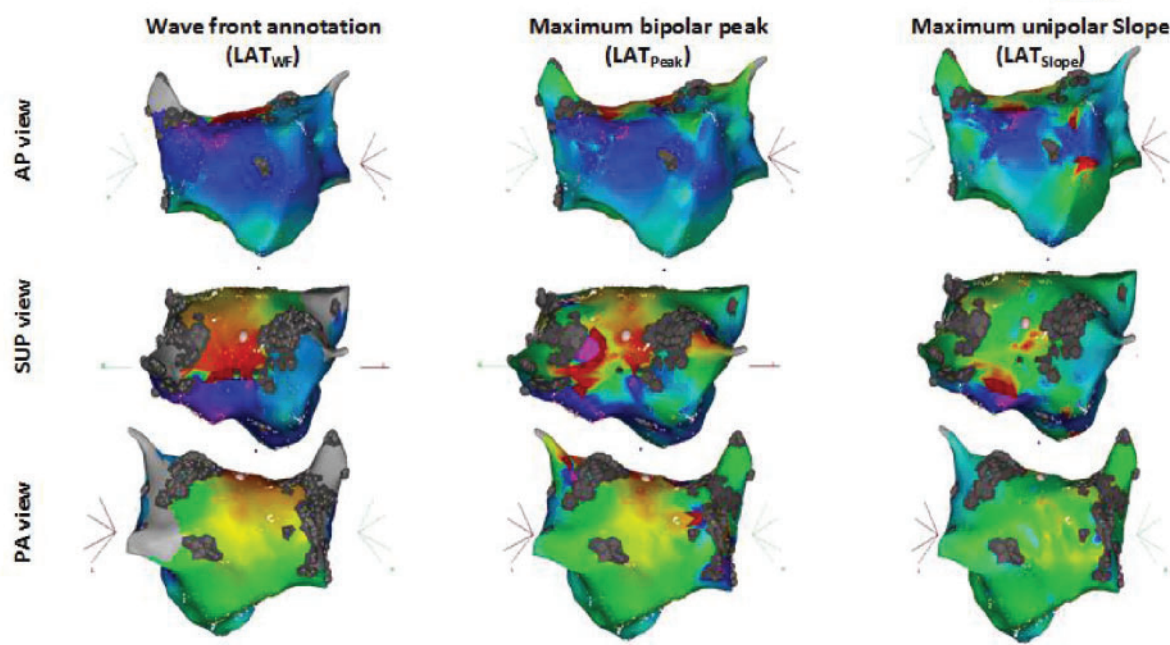 Wave front annotation
(LATWF)
Maximum bipolar peak
(LATPeak)
Maximum unipolar Slope
(LATSlope)
AP view
SUP view
PA view